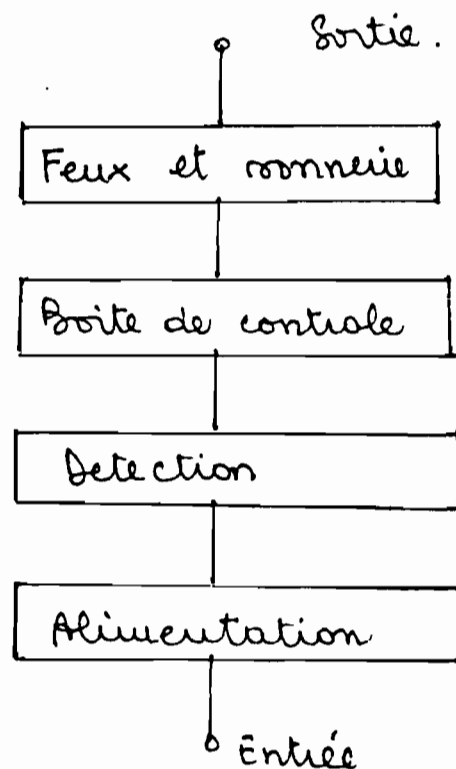 Sortie.
Feux et sonnerie
Boite de controle
Detection
Alimentation
Entrée